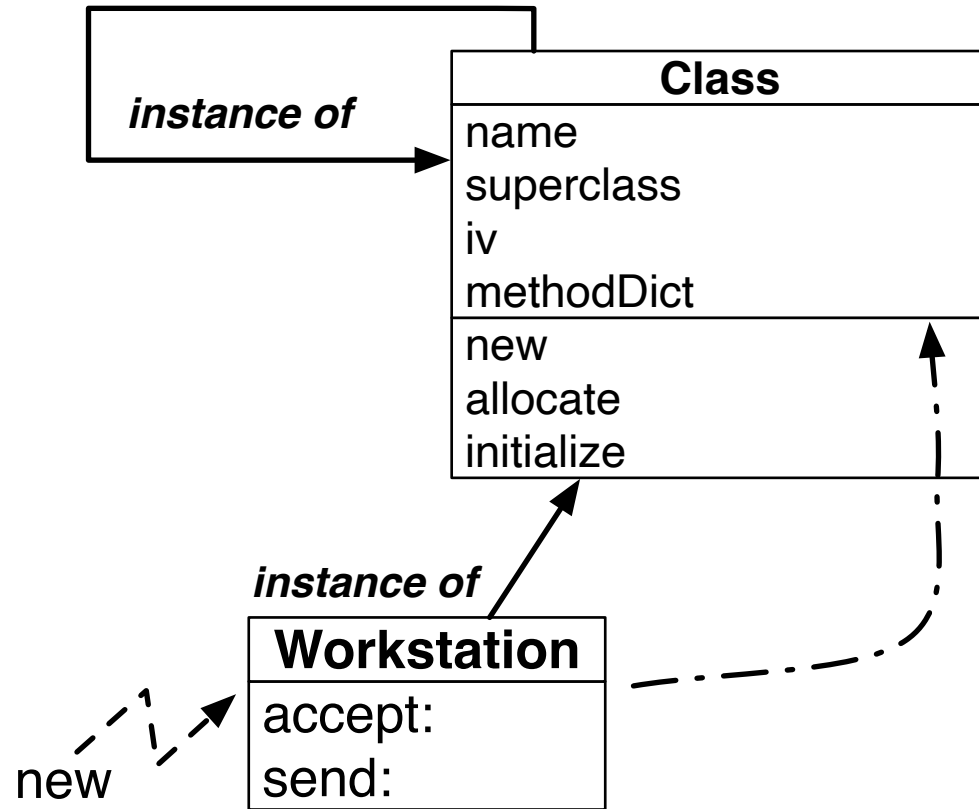 Class
instance of
name
superclass
iv
methodDict
new
allocate
initialize
instance of
Workstation
accept:
send:
new